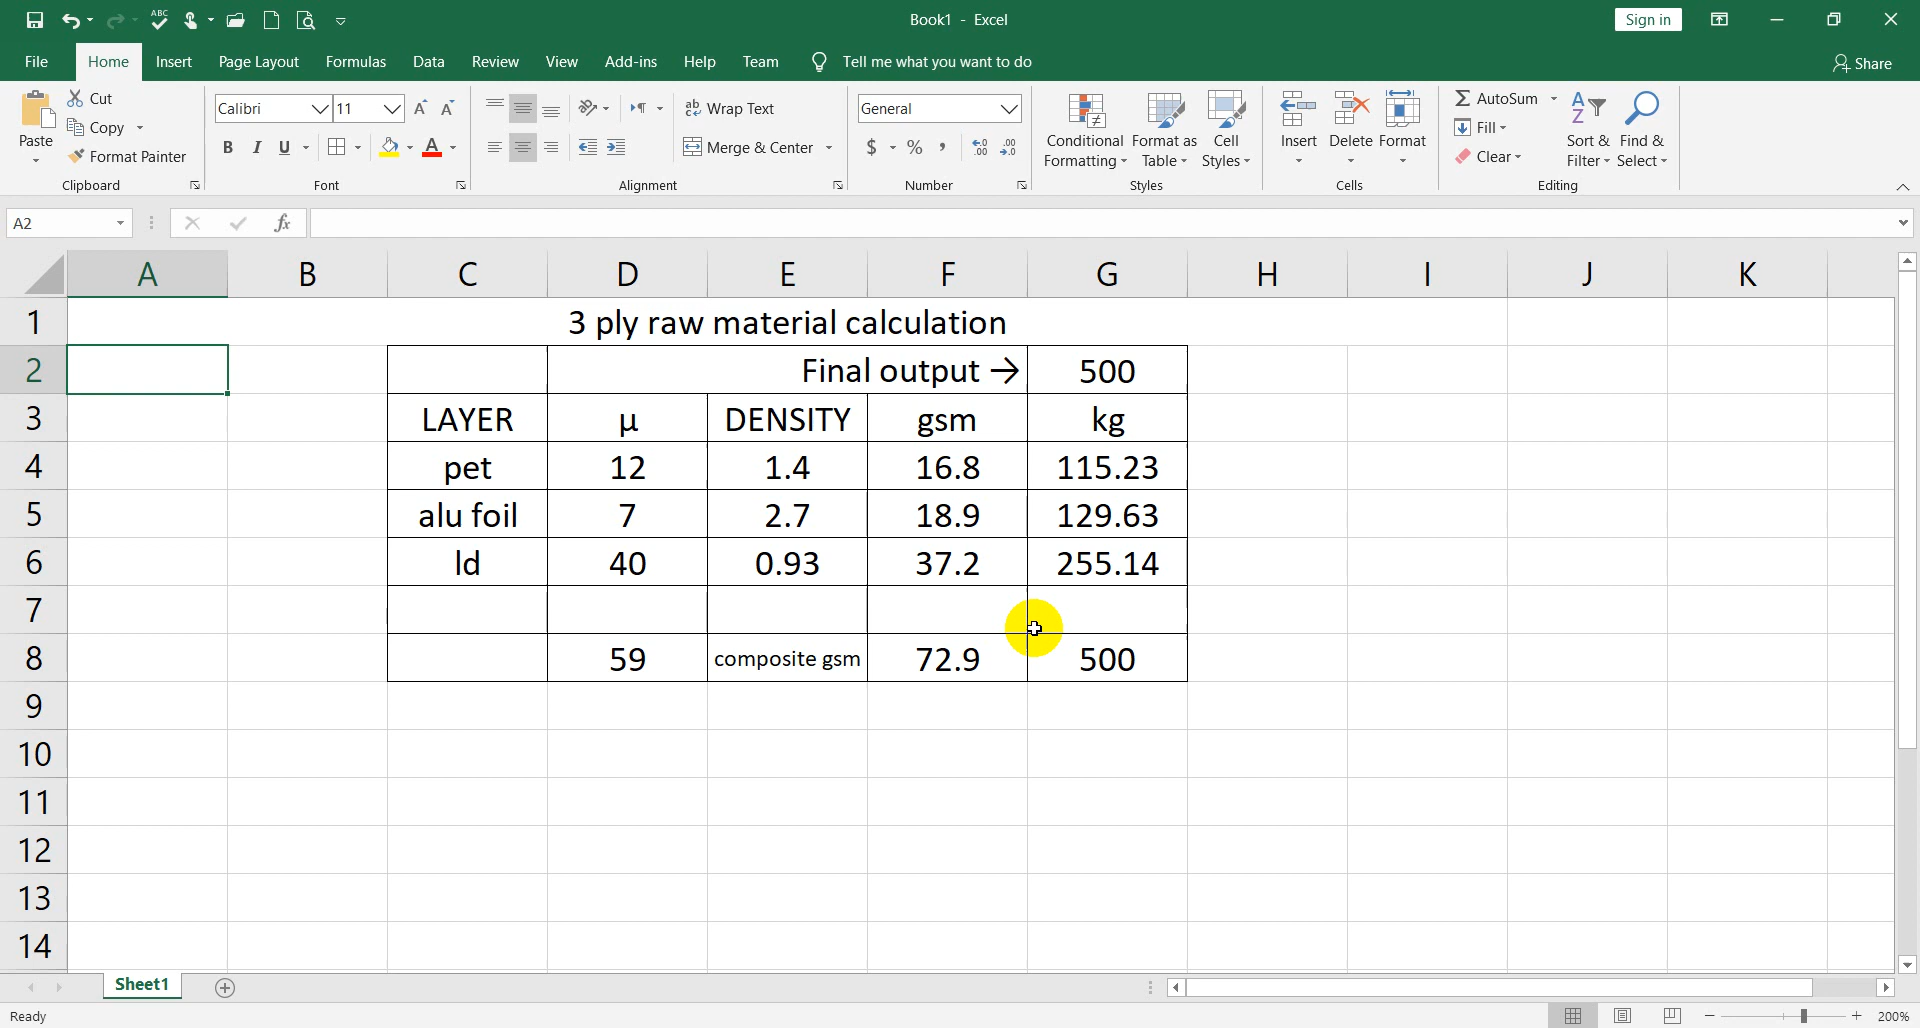 Book1 - Excel
Sign in
File Home Insert Page Layout Formulas Data Review View Add-ins Help Team Tell me what you want to do
Share
Paste
Cut
Copy
Format Painter
Clipboard
Calibri 11
B I U
Font
Wrap Text
Merge & Center
Alignment
General
$ % ,
Number
Conditional Formatting
Format as Table
Cell Styles
Styles
Insert Delete Format
Cells
AutoSum
Fill
Clear
Sort & Filter
Find & Select
Editing
A2
fx
A B C D E F G H I J K
1 3 ply raw material calculation
2 Final output → 500
3 LAYER μ DENSITY gsm kg
4 pet 12 1.4 16.8 115.23
5 alu foil 7 2.7 18.9 129.63
6 ld 40 0.93 37.2 255.14
7
8 59 composite gsm 72.9 500
9
10
11
12
13
14
Sheet1
Ready
200%